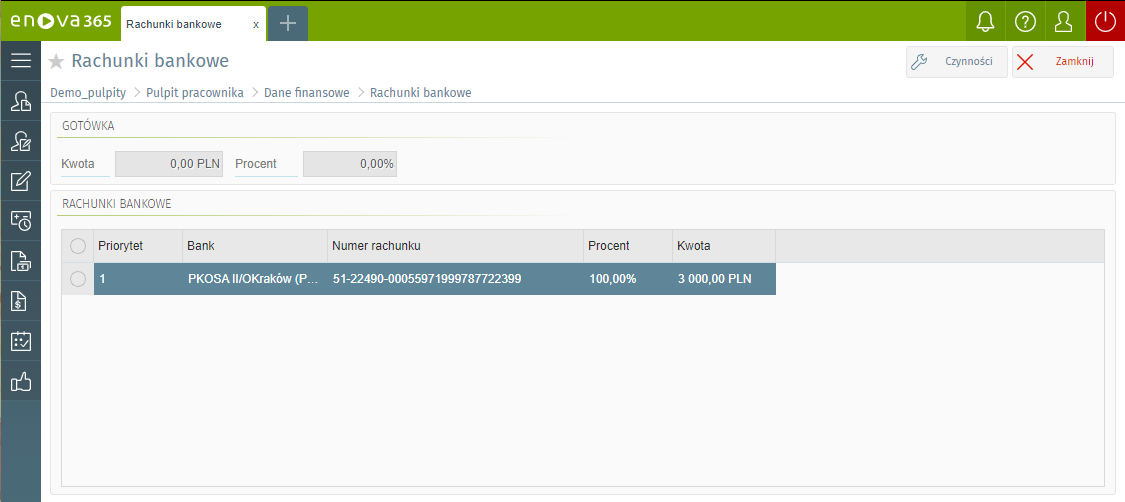 enova365
Rachunki bankowe x
Rachunki bankowe
Czynności
Zamknij
Demo_pulpity > Pulpit pracownika > Dane finansowe > Rachunki bankowe
GOTÓWKA
Kwota 0,00 PLN Procent 0,00%
RACHUNKI BANKOWE
Priorytet Bank Numer rachunku Procent Kwota
1 PKOSA II/OKraków (P... 51-22490-00055971999787722399 100,00% 3 000,00 PLN